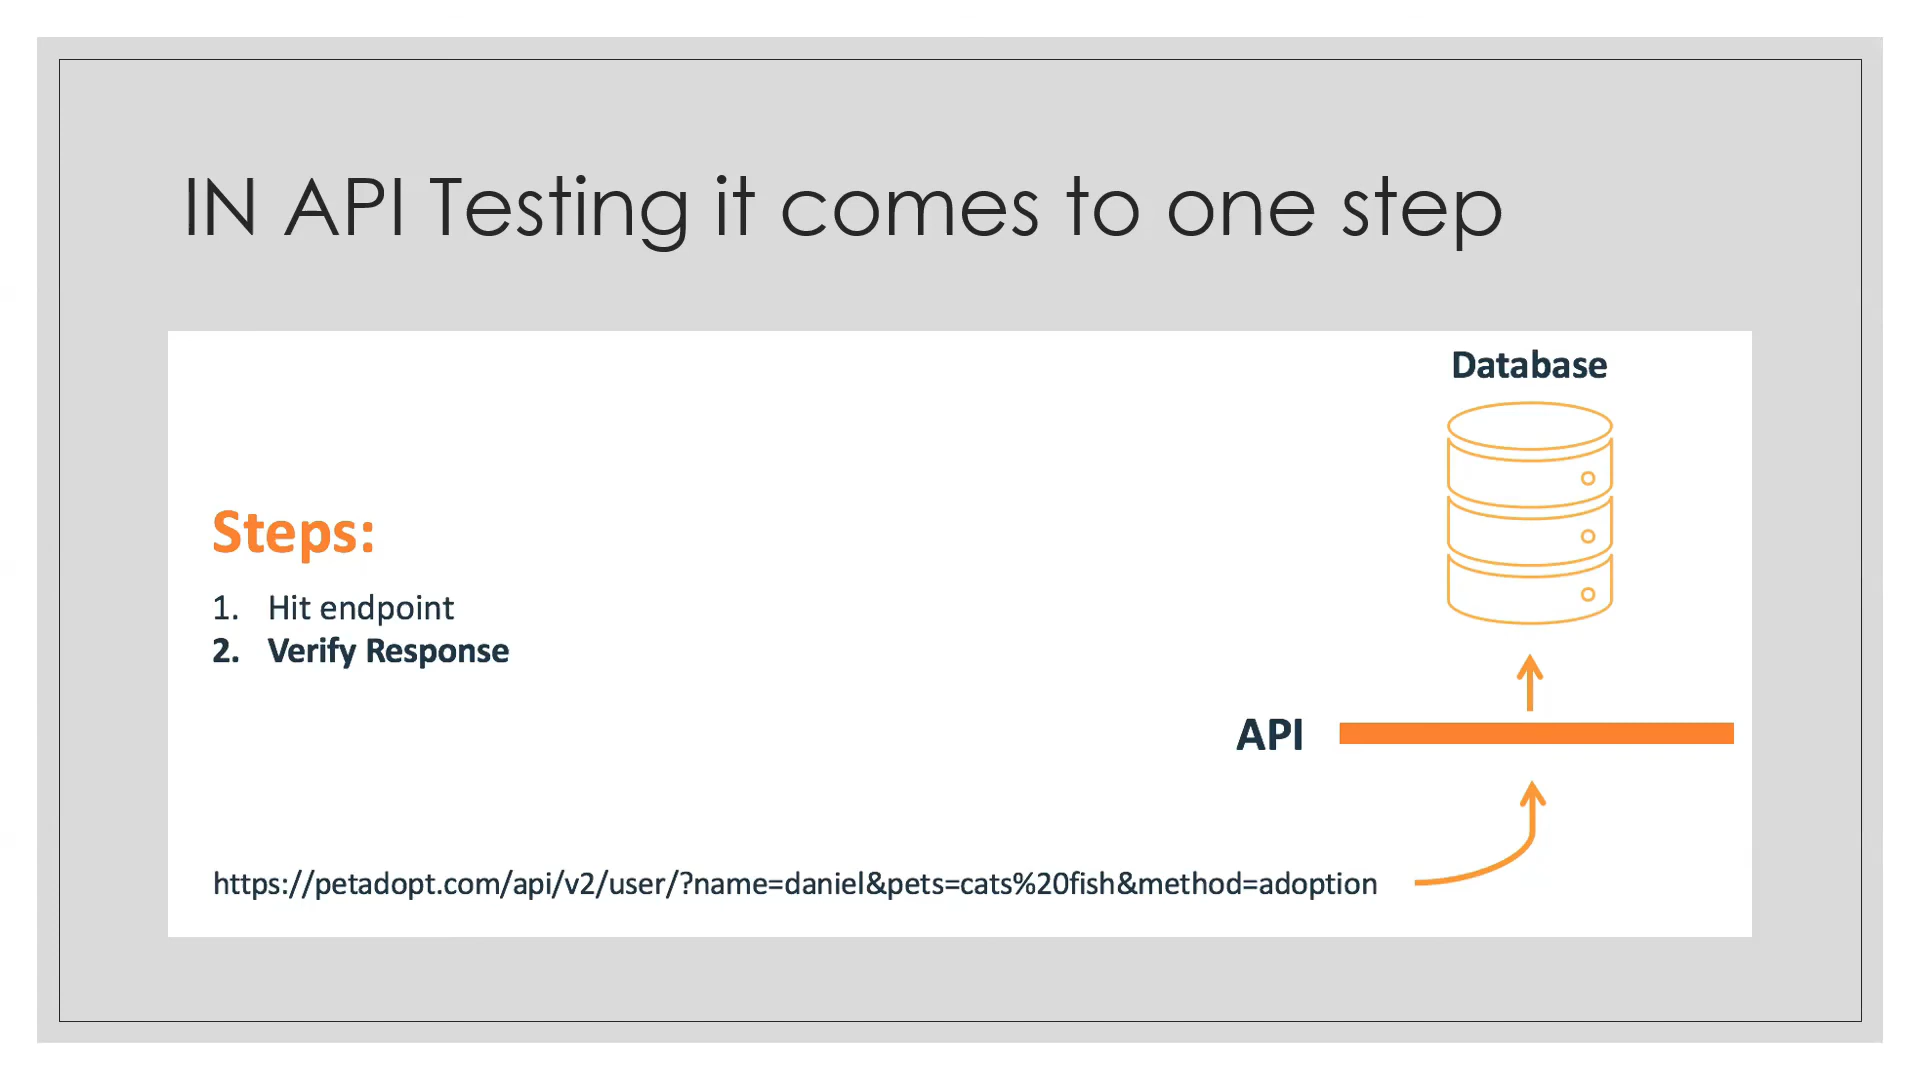 IN API Testing it comes to one step
Database
Steps:
1. Hit endpoint
2. Verify Response
API
https://petadopt.com/api/v2/user/?name=daniel&pets=cats%20fish&method=adoption